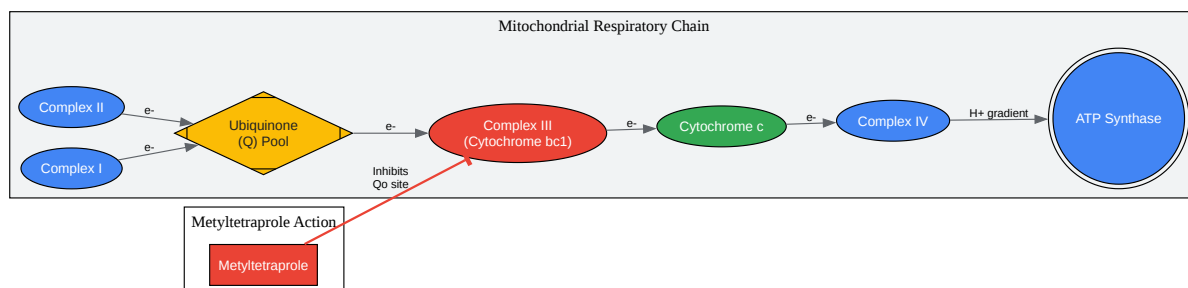 Mitochondrial Respiratory Chain
Complex II
e-
Complex I
e-
Ubiquinone
(Q) Pool
e-
Complex III
(Cytochrome bc1)
e-
Cytochrome c
e-
Complex IV
H+ gradient
ATP Synthase
Inhibits
Qo site
Metyltetraprole Action
Metyltetraprole